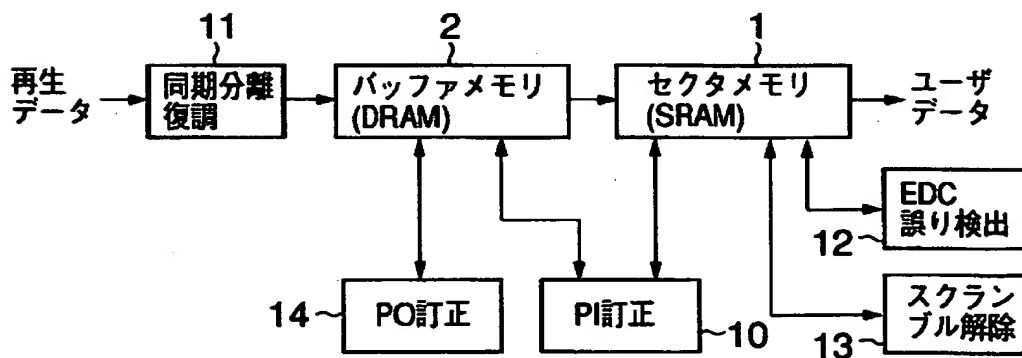 11
2
1
再生
データ
同期分離
復調
バッファメモリ
(DRAM)
セクタメモリ
(SRAM)
ユーザ
データ
EDC
誤り検出
12
14
PO訂正
PI訂正
10
スクラン
ブル解除
13